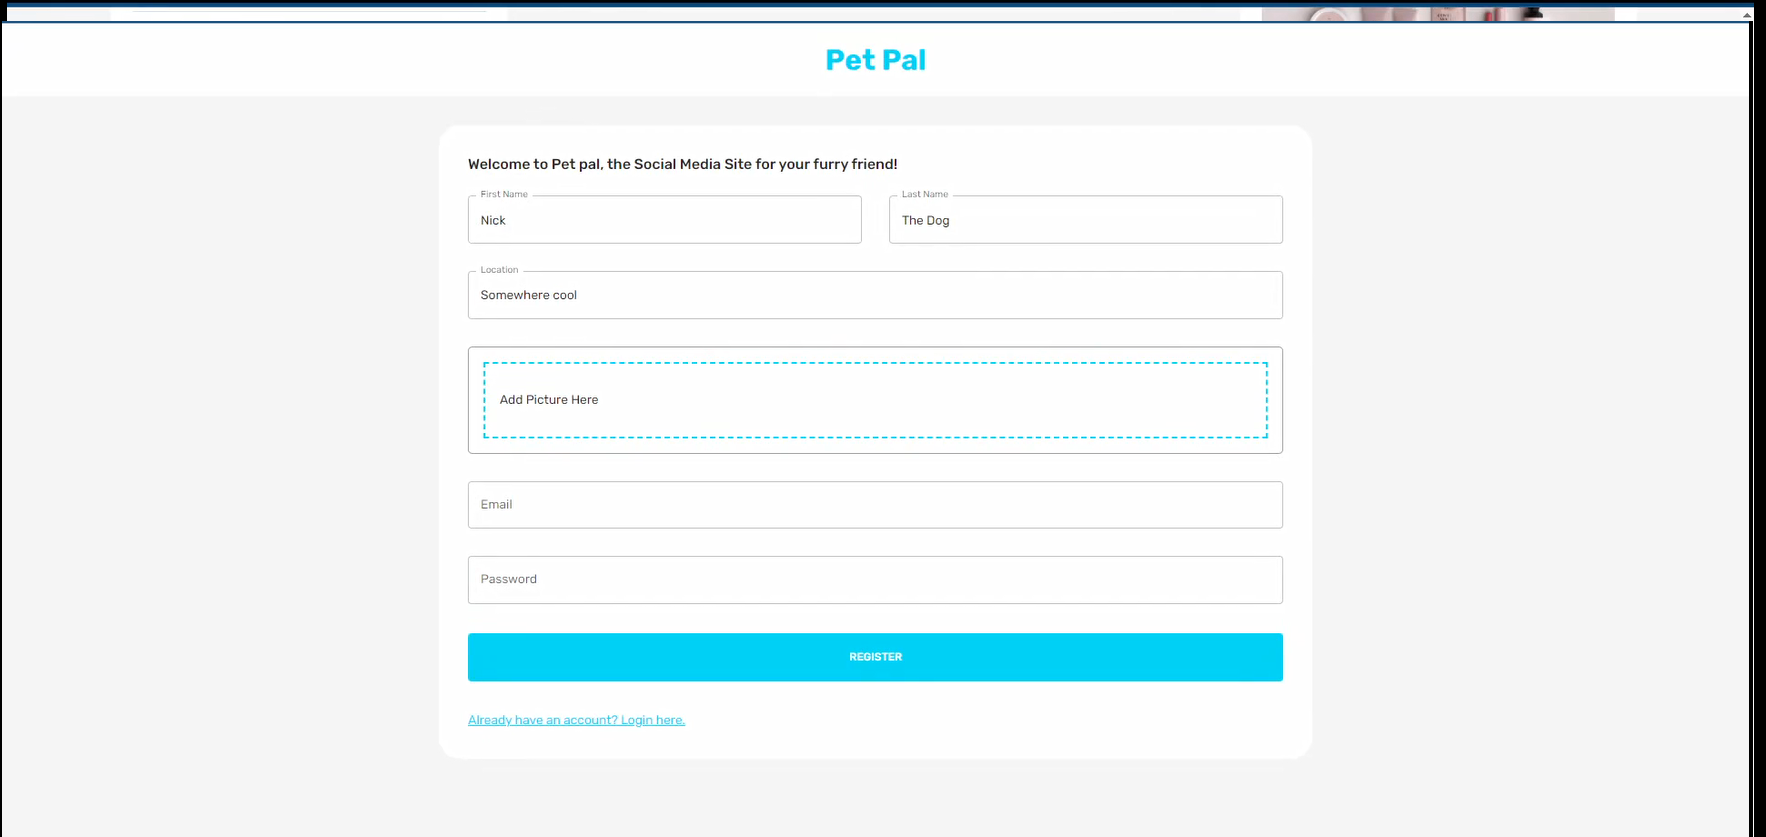 Pet Pal
Welcome to Pet pal, the Social Media Site for your furry friend!
First Name
Nick
Last Name
The Dog
Location
Somewhere cool
Add Picture Here
Email
Password
REGISTER
Already have an account? Login here.